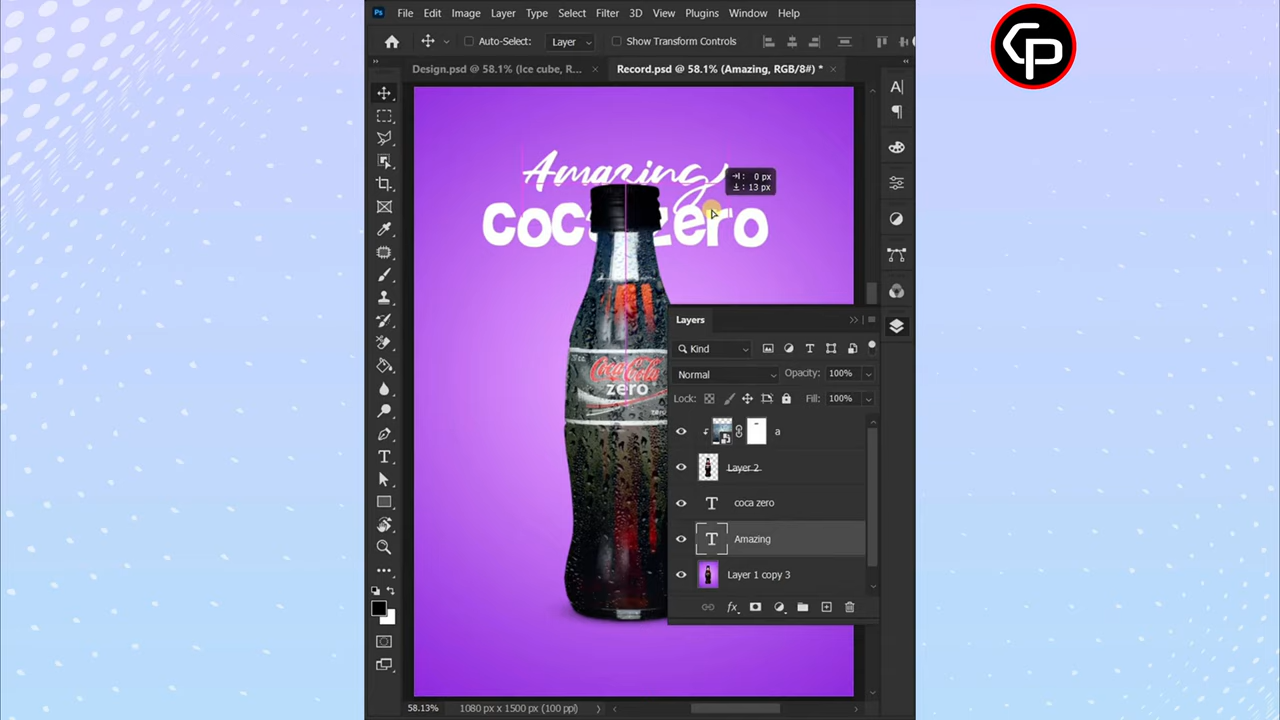 Ps File Edit Image Layer Type Select Filter 3D View Plugins Window Help
Auto-Select: Layer Show Transform Controls
Design.psd @ 58.1% (Ice cube, R... × Record.psd @ 58.1% (Amazing, RGB/8#) * ×
CP
Amazing
0 px
13 px
coca zero
Coca-Cola
zero
Layers
Kind
Normal Opacity: 100%
Lock: Fill: 100%
a
Layer 2
T coca zero
T Amazing
Layer 1 copy 3
fx
58.13% 1080 px x 1500 px (100 ppi)